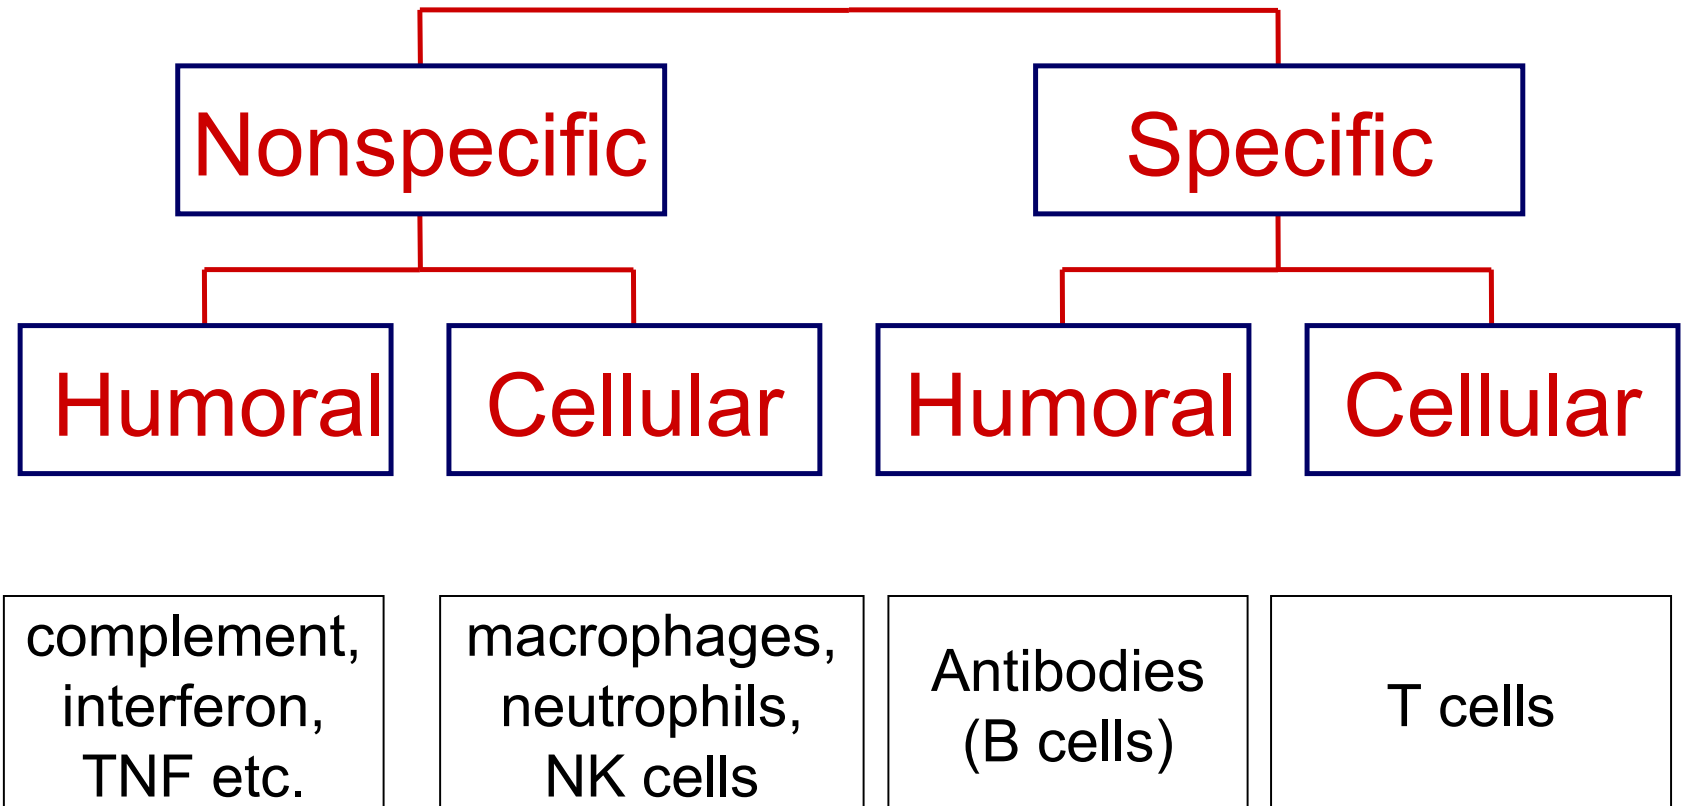 Nonspecific
Specific
Humoral
Cellular
Humoral
Cellular
complement,
interferon,
TNF etc.
macrophages,
neutrophils,
NK cells
Antibodies
(B cells)
T cells